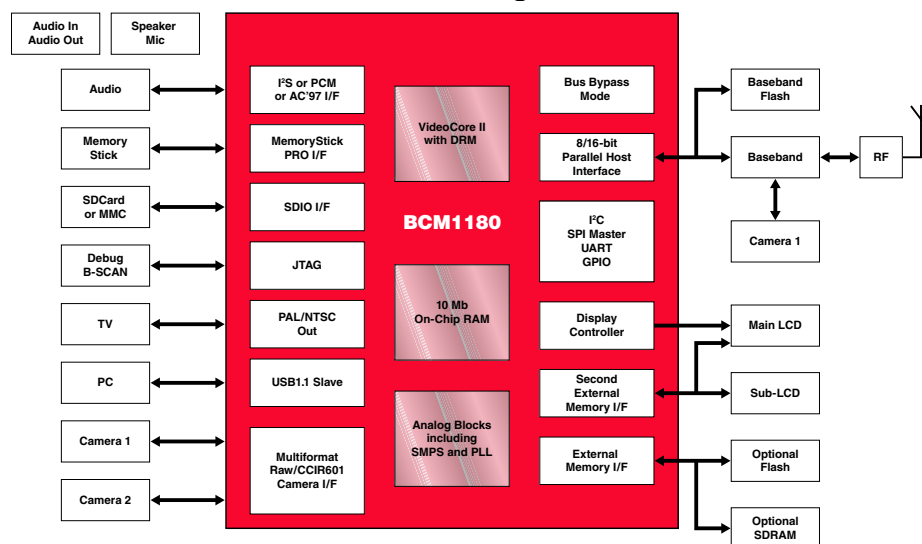 Audio In
Audio Out
Speaker
Mic
Audio
Memory
Stick
SDCard
or MMC
Debug
B-SCAN
TV
PC
Camera 1
Camera 2
I²S or PCM
or AC'97 I/F
MemoryStick
PRO I/F
SDIO I/F
JTAG
PAL/NTSC
Out
USB1.1 Slave
Multiformat
Raw/CCIR601
Camera I/F
VideoCore II
with DRM
BCM1180
10 Mb
On-Chip RAM
Analog Blocks
including
SMPS and PLL
Bus Bypass
Mode
8/16-bit
Parallel Host
Interface
I²C
SPI Master
UART
GPIO
Display
Controller
Second
External
Memory I/F
External
Memory I/F
Baseband
Flash
Baseband
RF
Camera 1
Main LCD
Sub-LCD
Optional
Flash
Optional
SDRAM